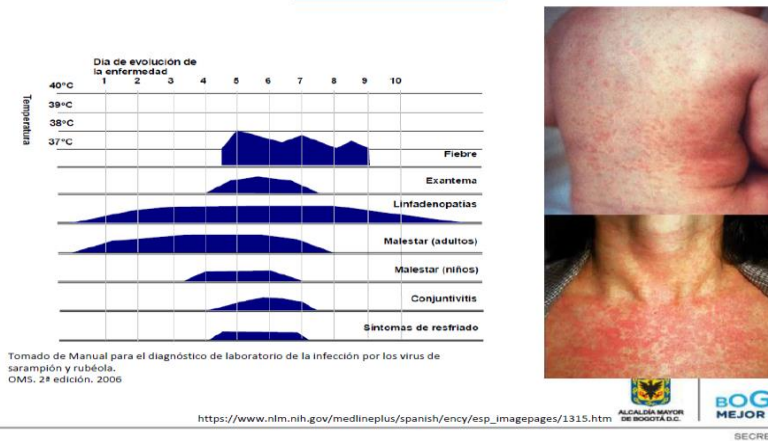 Dia de evolución de
la enfermedad
1 2 3 4 5 6 7 8 9 10
Temperatura
40°C
39°C
38°C
37°C
Fiebre
Exantema
Linfadenopatias
Malestar (adultos)
Malestar (niños)
Conjuntivitis
Sintomas de resfriado
Tomado de Manual para el diagnóstico de laboratorio de la infección por los virus de
sarampión y rubéola.
OMS. 2ª edición. 2006
https://www.nlm.nih.gov/medlineplus/spanish/ency/esp_imagepages/1315.htm
ALCALDÍA MAYOR
DE BOGOTÁ D.C.
BOG
MEJOR
SECRE